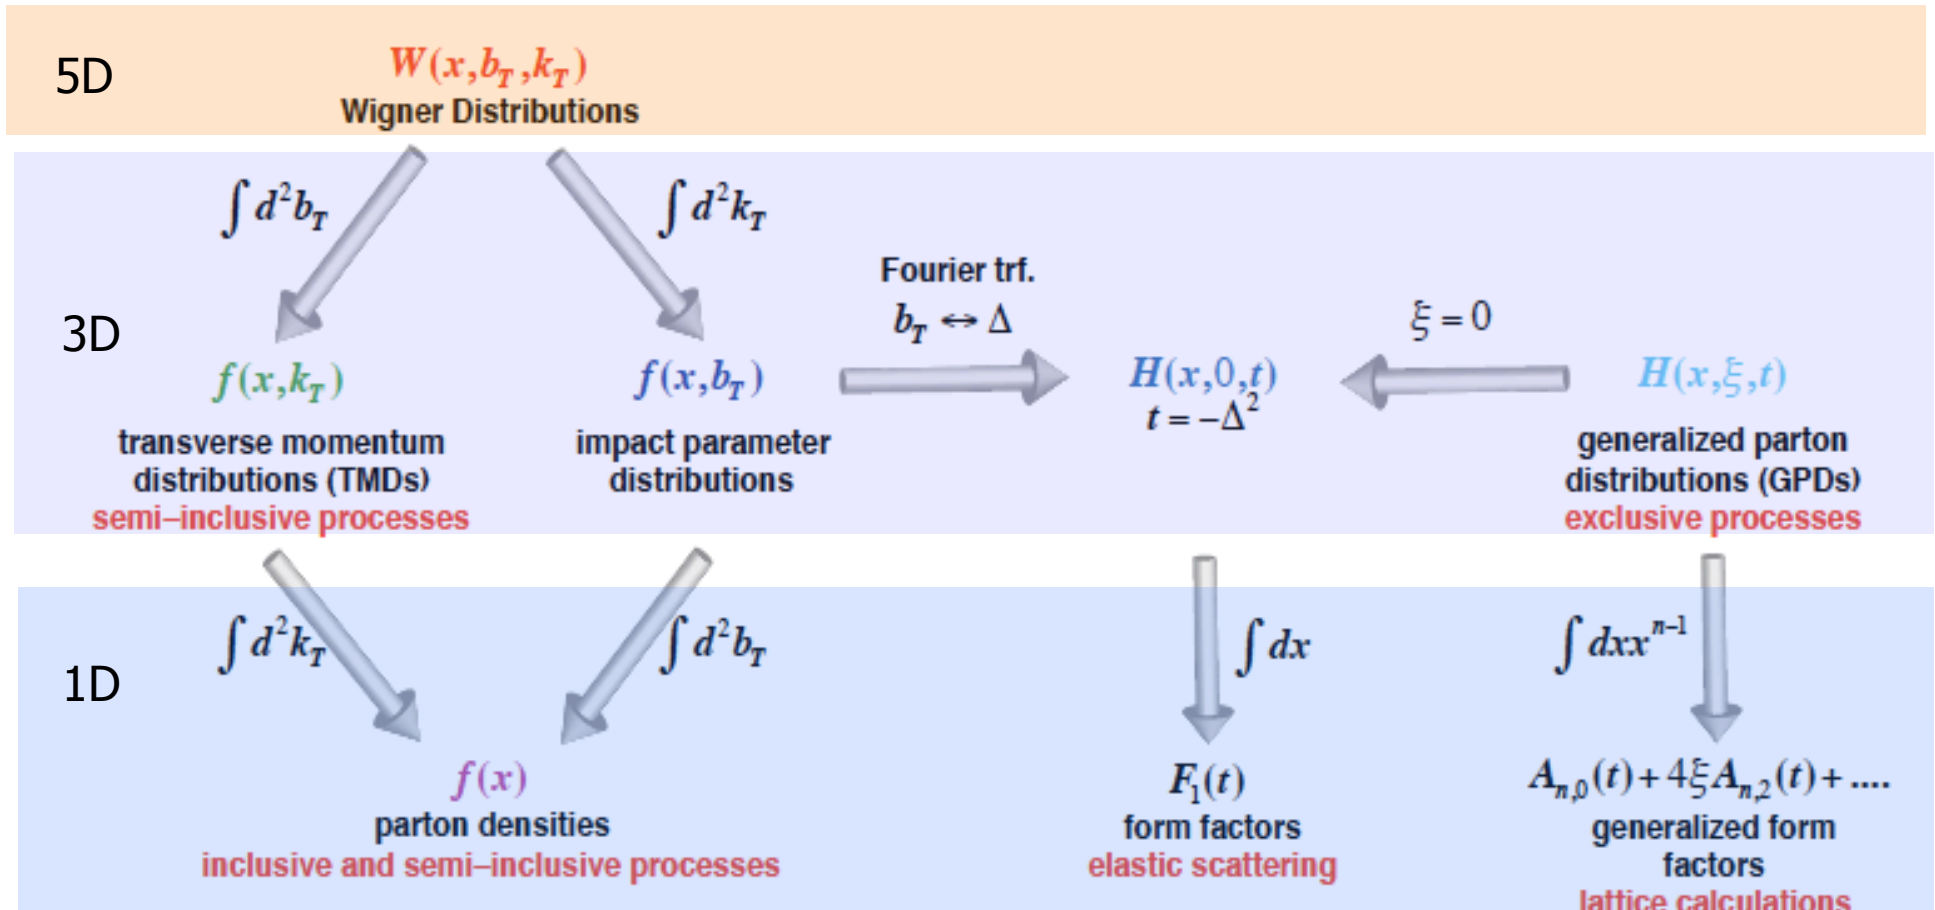 5D
W(x,b_T,k_T)
Wigner Distributions
∫d²b_T
∫d²k_T
3D
Fourier trf.
b_T ↔ Δ
ξ = 0
f(x,k_T)
f(x,b_T)
H(x,0,t)
t = −Δ²
H(x,ξ,t)
transverse momentum
distributions (TMDs)
semi–inclusive processes
impact parameter
distributions
generalized parton
distributions (GPDs)
exclusive processes
1D
∫d²k_T
∫d²b_T
∫dx
∫dxx^{n−1}
f(x)
parton densities
inclusive and semi–inclusive processes
F₁(t)
form factors
elastic scattering
A_{n,0}(t) + 4ξA_{n,2}(t) + ....
generalized form
factors
lattice calculations